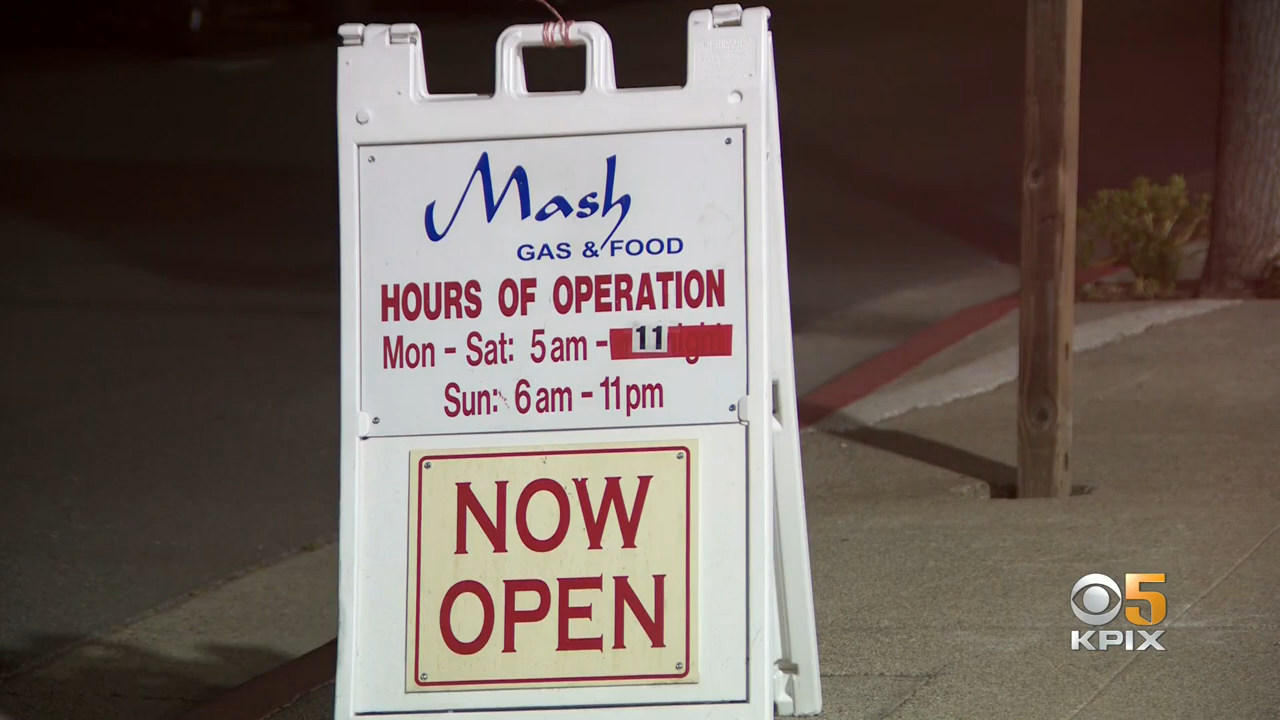 Mash
GAS & FOOD
HOURS OF OPERATION
Mon - Sat: 5am - 11
Sun: 6am - 11pm
NOW
OPEN
5
KPIX